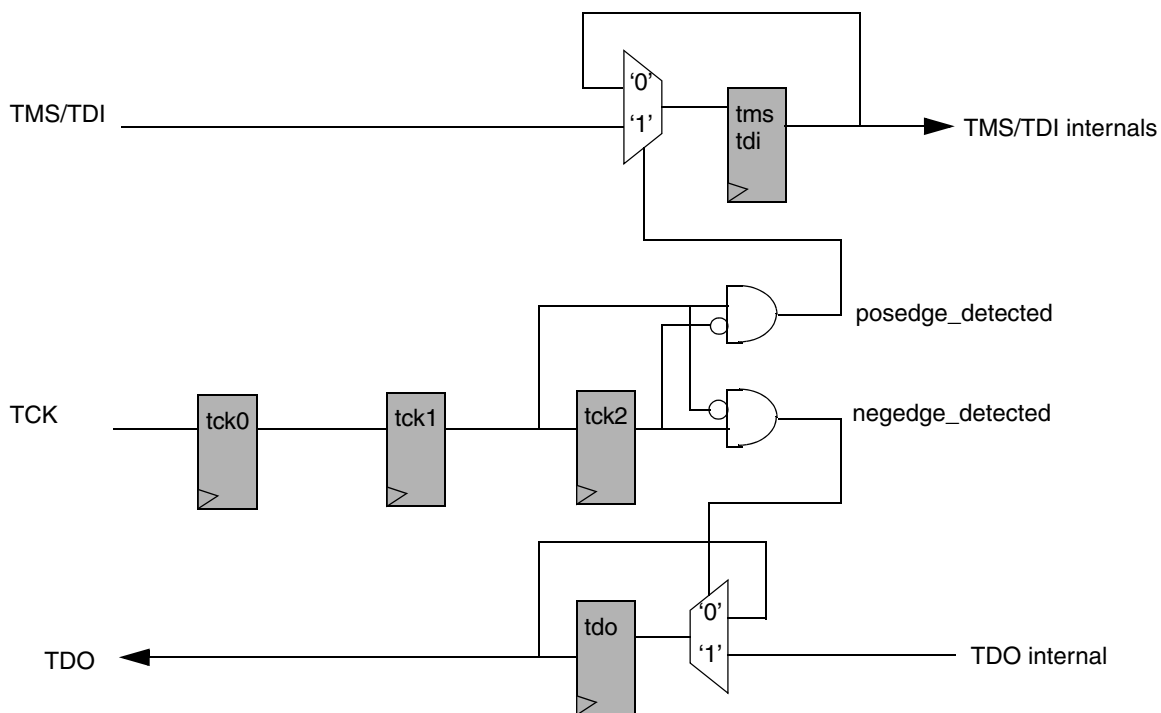 ‘0’
TMS/TDI
‘1’
tms
tdi
TMS/TDI internals
posedge_detected
TCK
tck0
tck1
tck2
negedge_detected
‘0’
tdo
‘1’
TDO
TDO internal